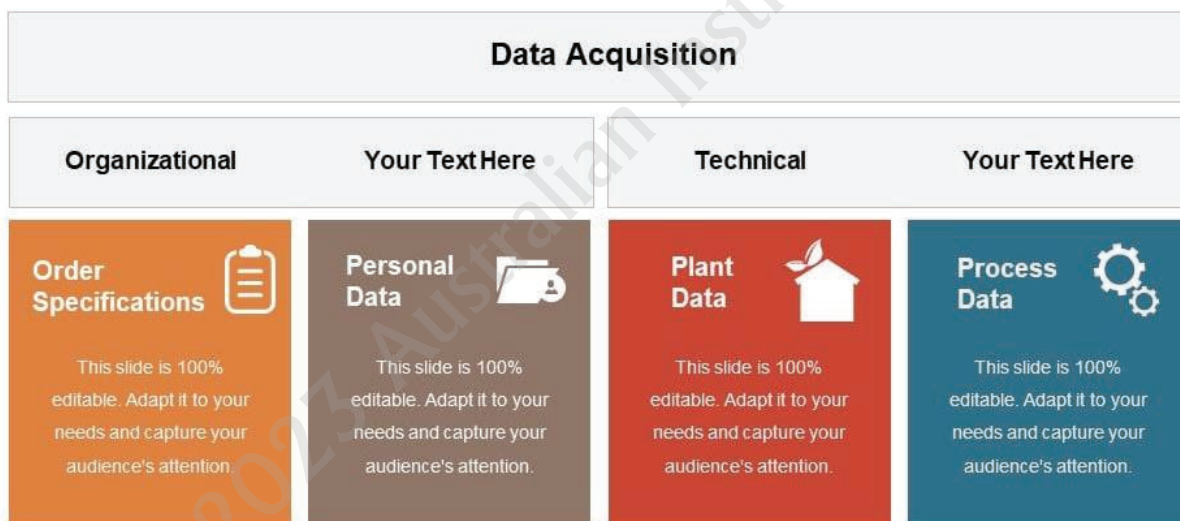 Data Acquisition
Organizational
Your Text Here
Technical
Your Text Here
Order
Specifications
This slide is 100%
editable. Adapt it to your
needs and capture your
audience's attention.
Personal
Data
This slide is 100%
editable. Adapt it to your
needs and capture your
audience's attention.
Plant
Data
This slide is 100%
editable. Adapt it to your
needs and capture your
audience's attention.
Process
Data
This slide is 100%
editable. Adapt it to your
needs and capture your
audience's attention.
2023 Australian